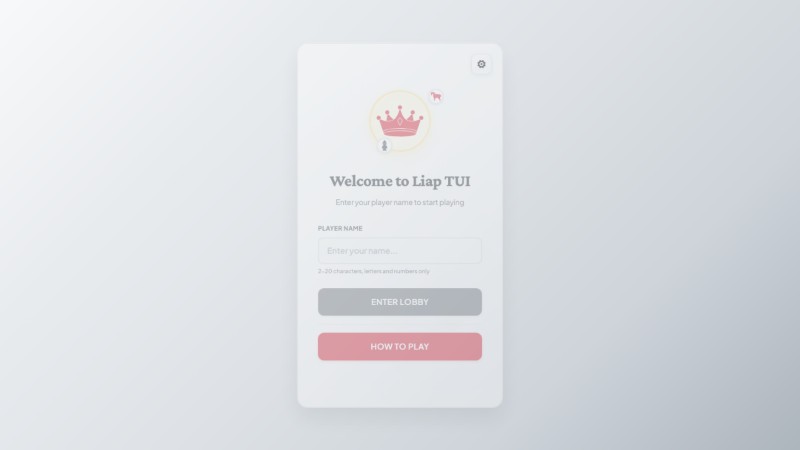 Welcome to Liap TUI
Enter your player name to start playing
PLAYER NAME
Enter your name...
2-20 characters, letters and numbers only
ENTER LOBBY
HOW TO PLAY